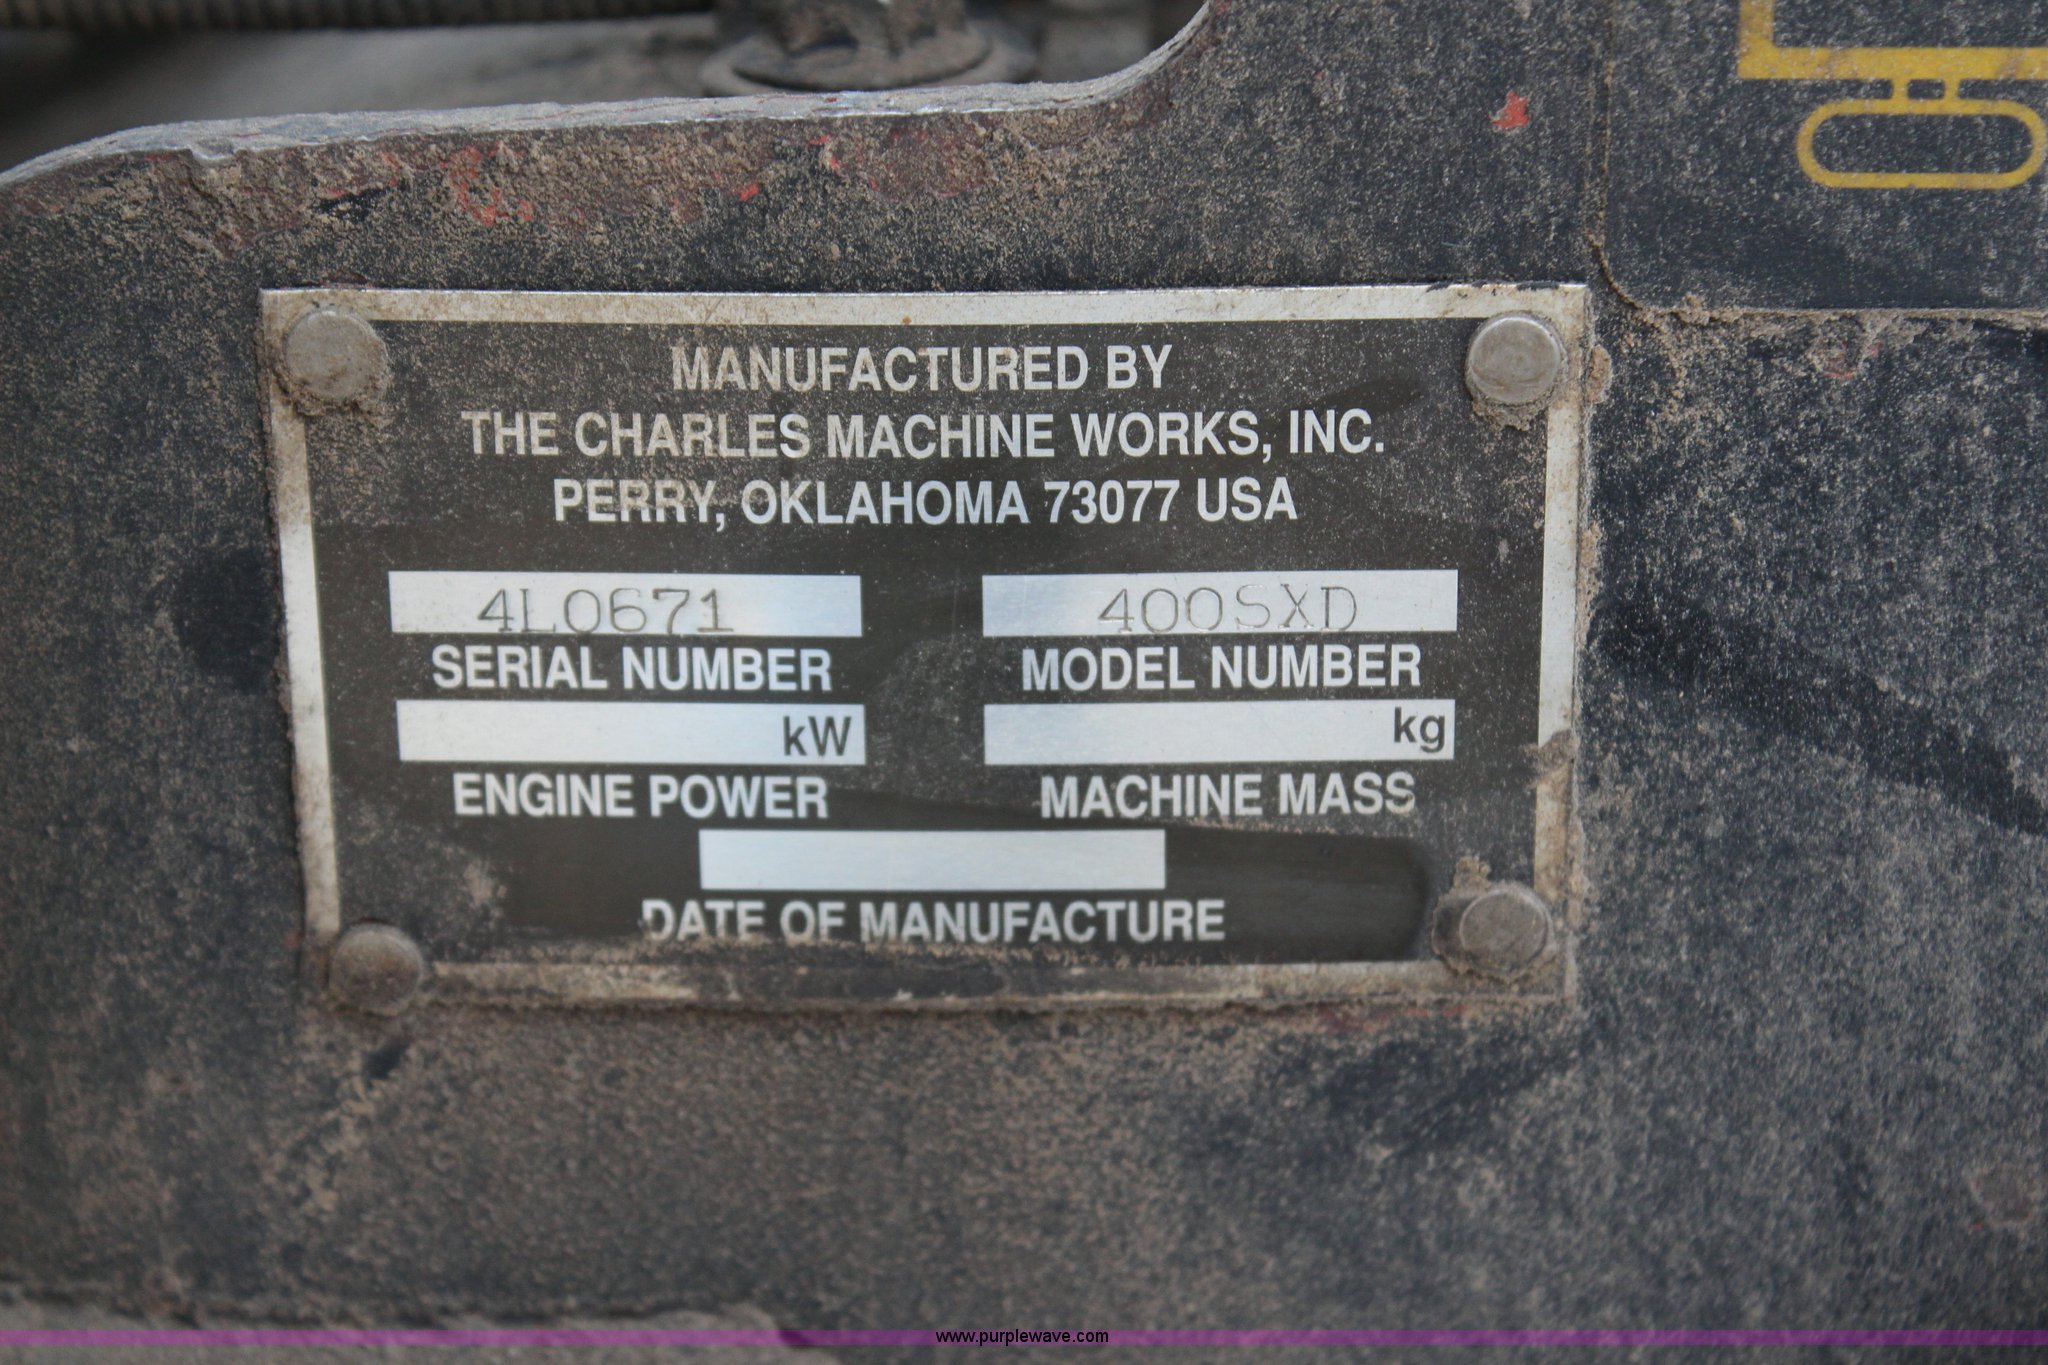 MANUFACTURED BY
THE CHARLES MACHINE WORKS, INC.
PERRY, OKLAHOMA 73077 USA
4L0671 400SXD
SERIAL NUMBER MODEL NUMBER
kW kg
ENGINE POWER MACHINE MASS
DATE OF MANUFACTURE
www.purplewave.com